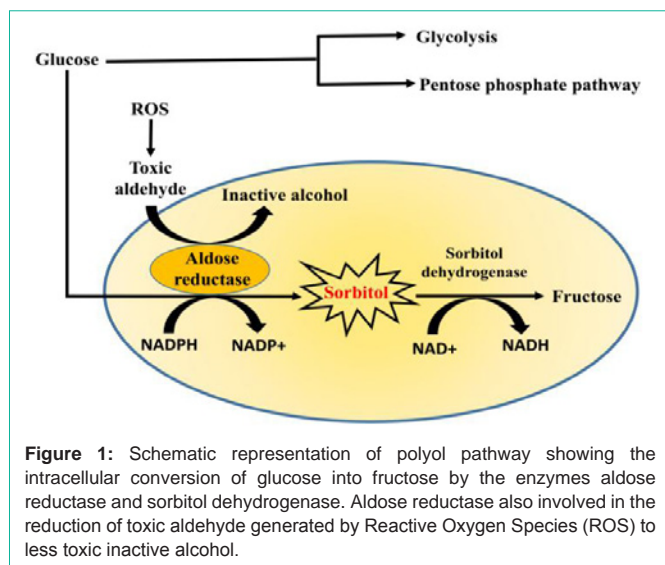 Glycolysis
Glucose
Pentose phosphate pathway
ROS
Toxic
aldehyde
Inactive alcohol
Aldose
reductase
Sorbitol
Sorbitol
dehydrogenase
Fructose
NADPH
NADP+
NAD+
NADH
Figure 1: Schematic representation of polyol pathway showing the
intracellular conversion of glucose into fructose by the enzymes aldose
reductase and sorbitol dehydrogenase. Aldose reductase also involved in the
reduction of toxic aldehyde generated by Reactive Oxygen Species (ROS) to
less toxic inactive alcohol.